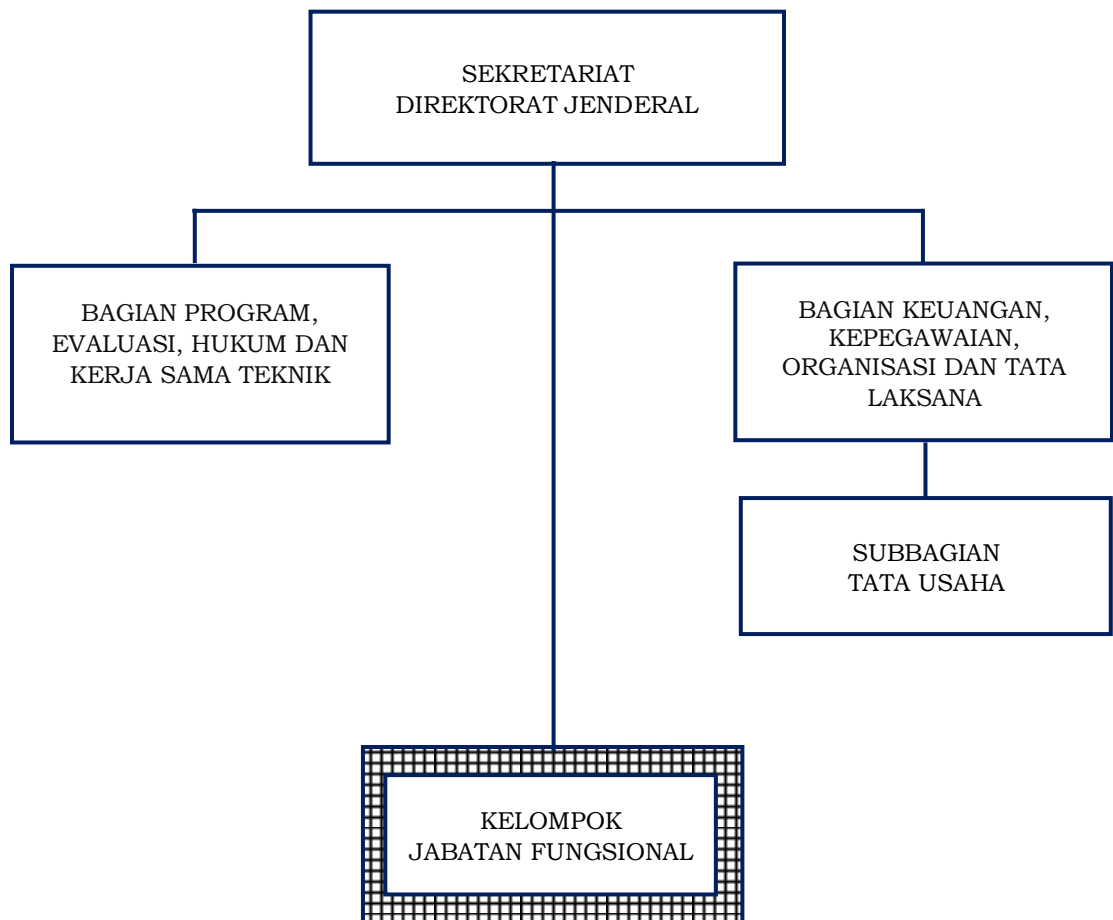 SEKRETARIAT
DIREKTORAT JENDERAL
BAGIAN PROGRAM,
EVALUASI, HUKUM DAN
KERJA SAMA TEKNIK
BAGIAN KEUANGAN,
KEPEGAWAIAN,
ORGANISASI DAN TATA
LAKSANA
SUBBAGIAN
TATA USAHA
KELOMPOK
JABATAN FUNGSIONAL